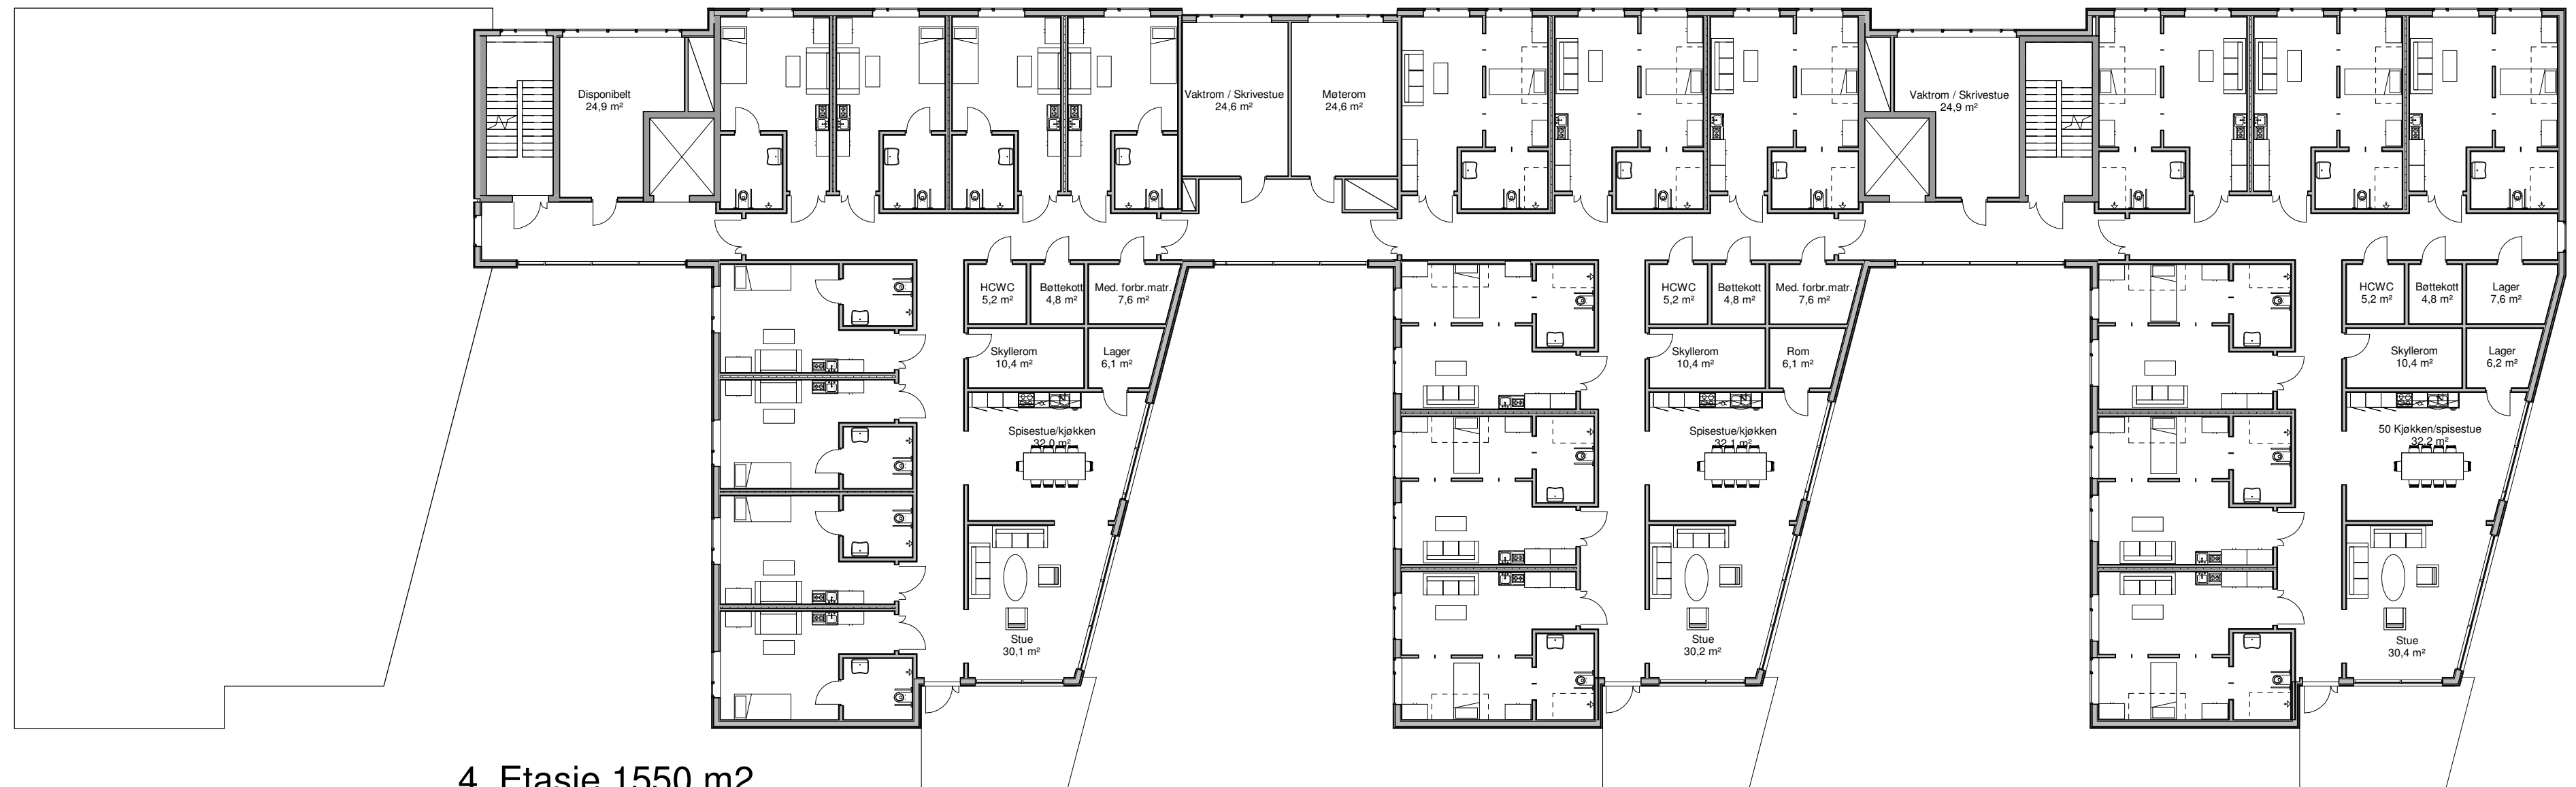 Disponibelt
24,9 m²
Vaktrom / Skrivestue
24,6 m²
Møterom
24,6 m²
Vaktrom / Skrivestue
24,9 m²
HCWC
5,2 m²
Bøttekott
4,8 m²
Med. forbr.matr.
7,6 m²
Skyllerom
10,4 m²
Lager
6,1 m²
Spisestue/kjøkken
32,0 m²
Stue
30,1 m²
HCWC
5,2 m²
Bøttekott
4,8 m²
Med. forbr.matr.
7,6 m²
Skyllerom
10,4 m²
Rom
6,1 m²
Spisestue/kjøkken
32,1 m²
Stue
30,2 m²
HCWC
5,2 m²
Bøttekott
4,8 m²
Lager
7,6 m²
Skyllerom
10,4 m²
Lager
6,2 m²
50 Kjøkken/spisestue
32,2 m²
Stue
30,4 m²
4. Etasje 1550 m2